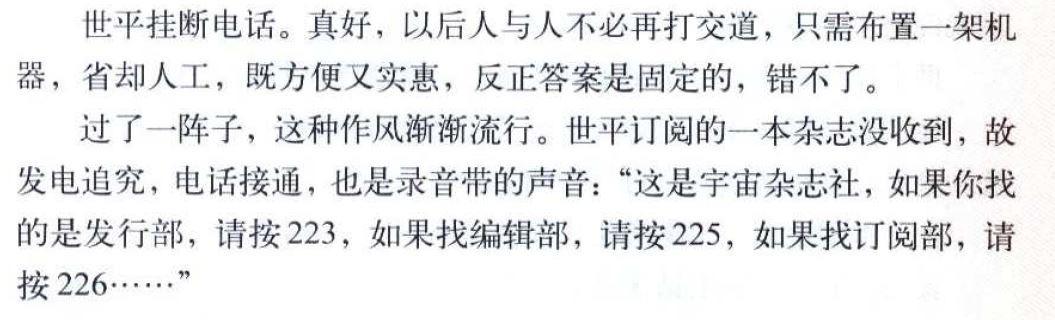 世平挂断电话。真好，以后人与人不必再打交道，只需布置一架机
器，省却人工，既方便又实惠，反正答案是固定的，错不了。
过了一阵子，这种作风渐渐流行。世平订阅的一本杂志没收到，故
发电追究，电话接通，也是录音带的声音：“这是宇宙杂志社，如果你找
的是发行部，请按223，如果找编辑部，请按225，如果找订阅部，请
按226……”